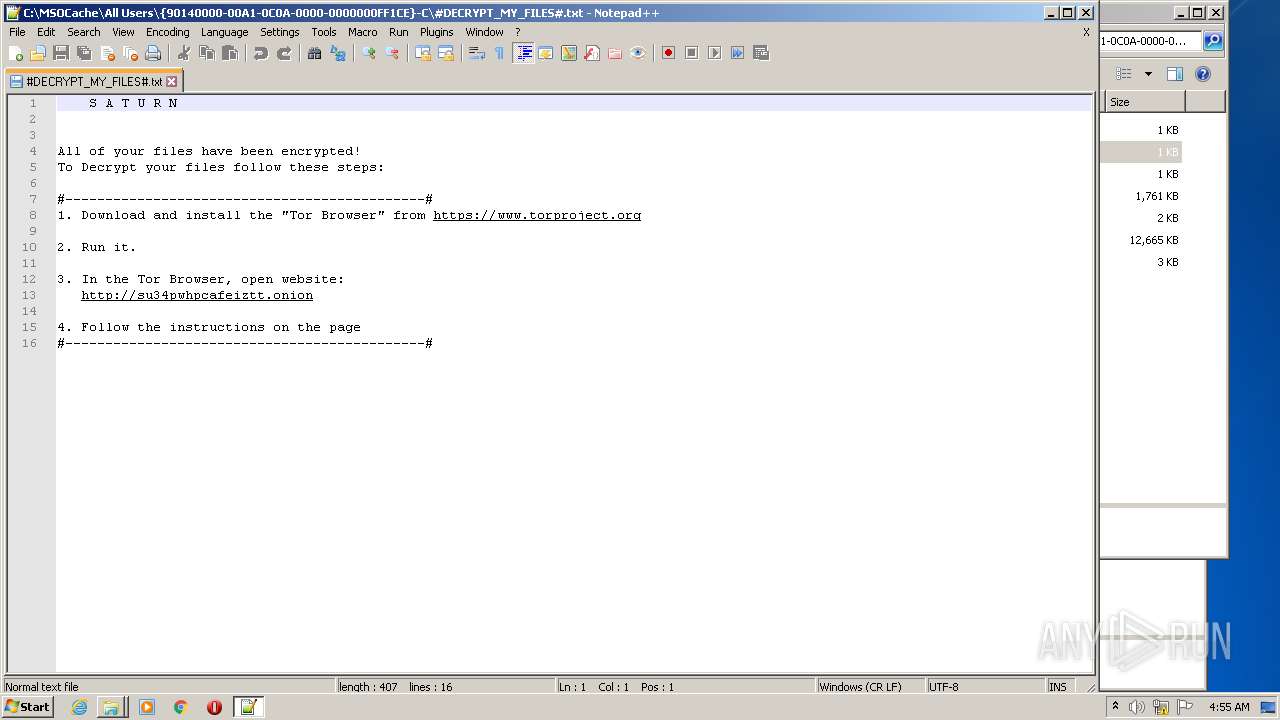 C:\MSOCache\All Users\{90140000-00A1-0C0A-0000-0000000FF1CE}-C\#DECRYPT_MY_FILES#.txt - Notepad++
File Edit Search View Encoding Language Settings Tools Macro Run Plugins Window X
1-0C0A-0000-0...
#DECRYPT_MY_FILES#.txt
Size
1 KB
1 KB
1 KB
1,761 KB
2 KB
12,665 KB
3 KB
1 S A T U R N
2
3
4 All of your files have been encrypted!
5 To Decrypt your files follow these steps:
6
7 #---------------------------------------------#
8 1. Download and install the "Tor Browser" from https://www.torproject.org
9
10 2. Run it.
11
12 3. In the Tor Browser, open website:
13 http://su34pwhpcafeiztt.onion
14
15 4. Follow the instructions on the page
16 #---------------------------------------------#
ANY RUN
Normal text file length : 407 lines : 16 Ln : 1 Col : 1 Pos : 1 Windows (CR LF) UTF-8 INS
Start 4:55 AM